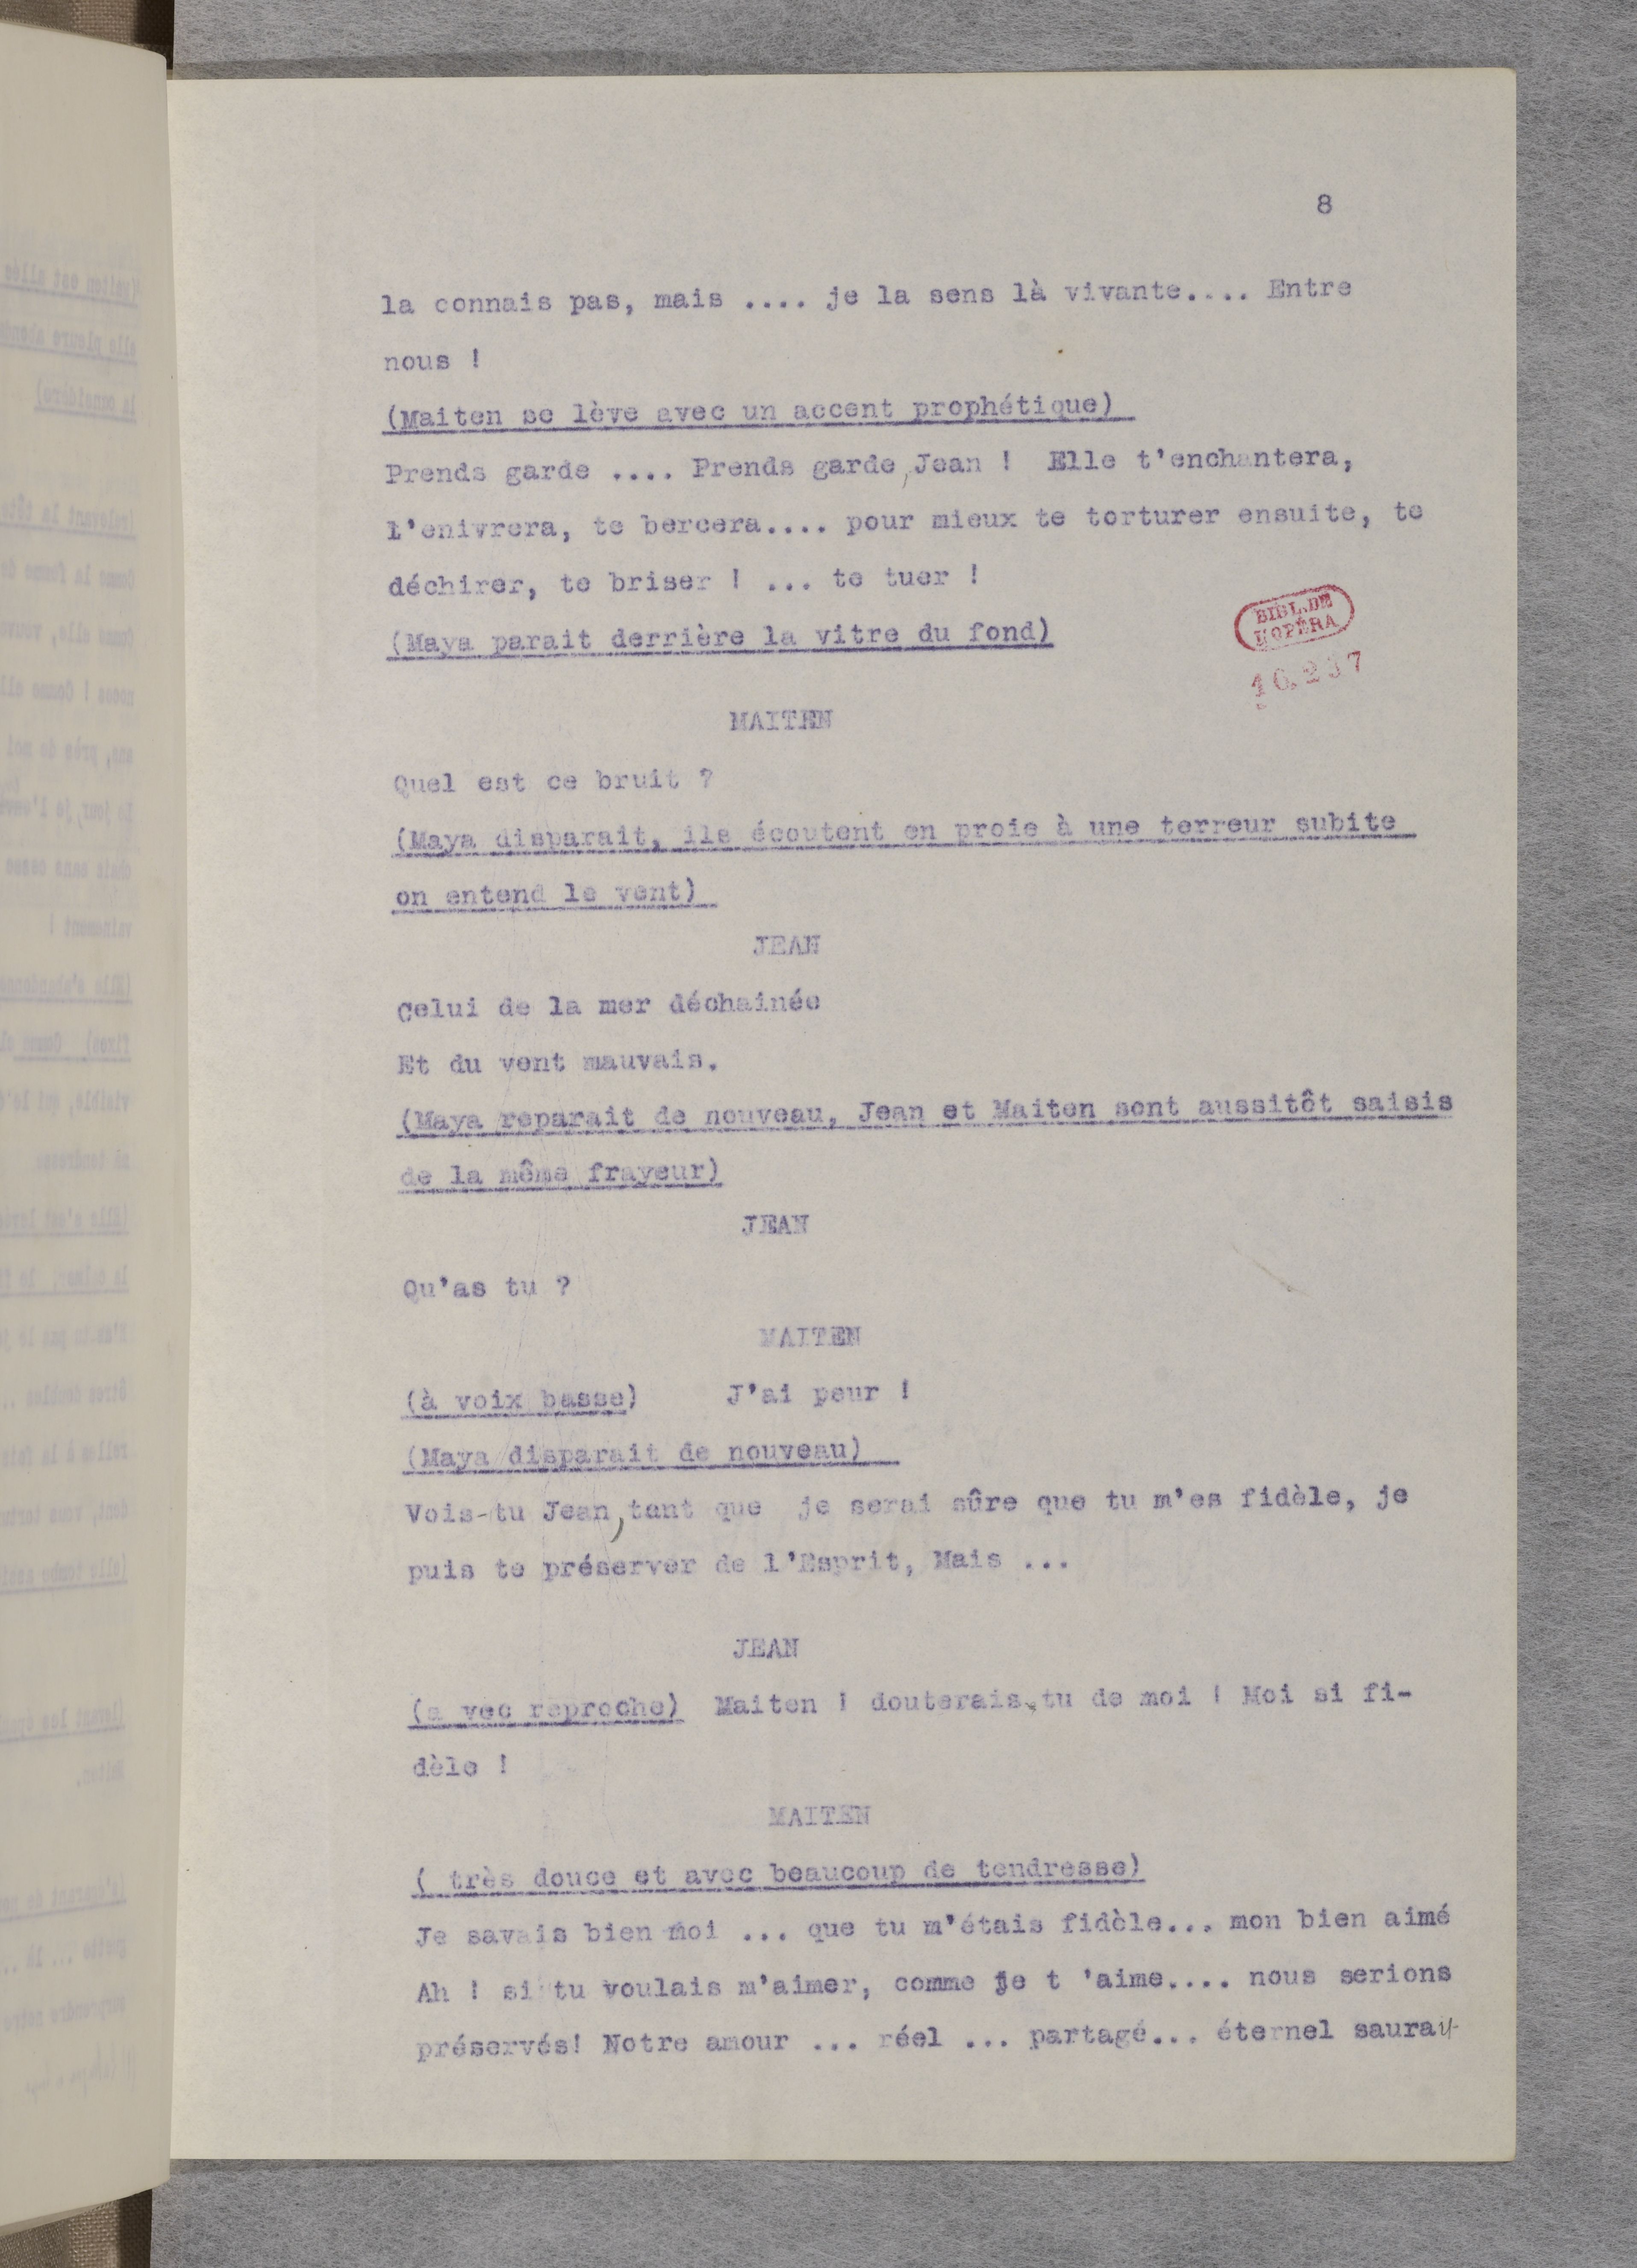 8
la connais pas, mais .... je la sens là vivante.... Entre
nous !
(Maiten se lève avec un accent prophétique)
Prends garde .... Prends garde, Jean ! Elle t'enchantera,
l'enivrera, te bercera.... pour mieux te torturer ensuite, te
déchirer, te briser ! ... te tuer !
BIBL. DE
L'OPÉRA
(Maya parait derrière la vitre du fond)
MAITEN
Quel est ce bruit ?
(Maya disparait, ils écoutent en proie à une terreur subite
on entend le vent)
JEAN
Celui de la mer déchainée
Et du vent mauvais.
(Maya reparait de nouveau, Jean et Maiten sont aussitôt saisis
de la même frayeur)
JEAN
Qu'as tu ?
MAITEN
(à voix basse) J'ai peur !
(Maya disparait de nouveau)
Vois-tu Jean, tant que je serai sûre que tu m'es fidèle, je
puis te préserver de l'Esprit, Mais ...
JEAN
(a vec reproche) Maiten ! douterais-tu de moi ! Moi si fi-
dèle !
MAITEN
( très douce et avec beaucoup de tendresse)
Je savais bien moi ... que tu m'étais fidèle... mon bien aimé
Ah ! si tu voulais m'aimer, comme je t 'aime.... nous serions
préservés! Notre amour ... réel ... partagé... éternel saurait